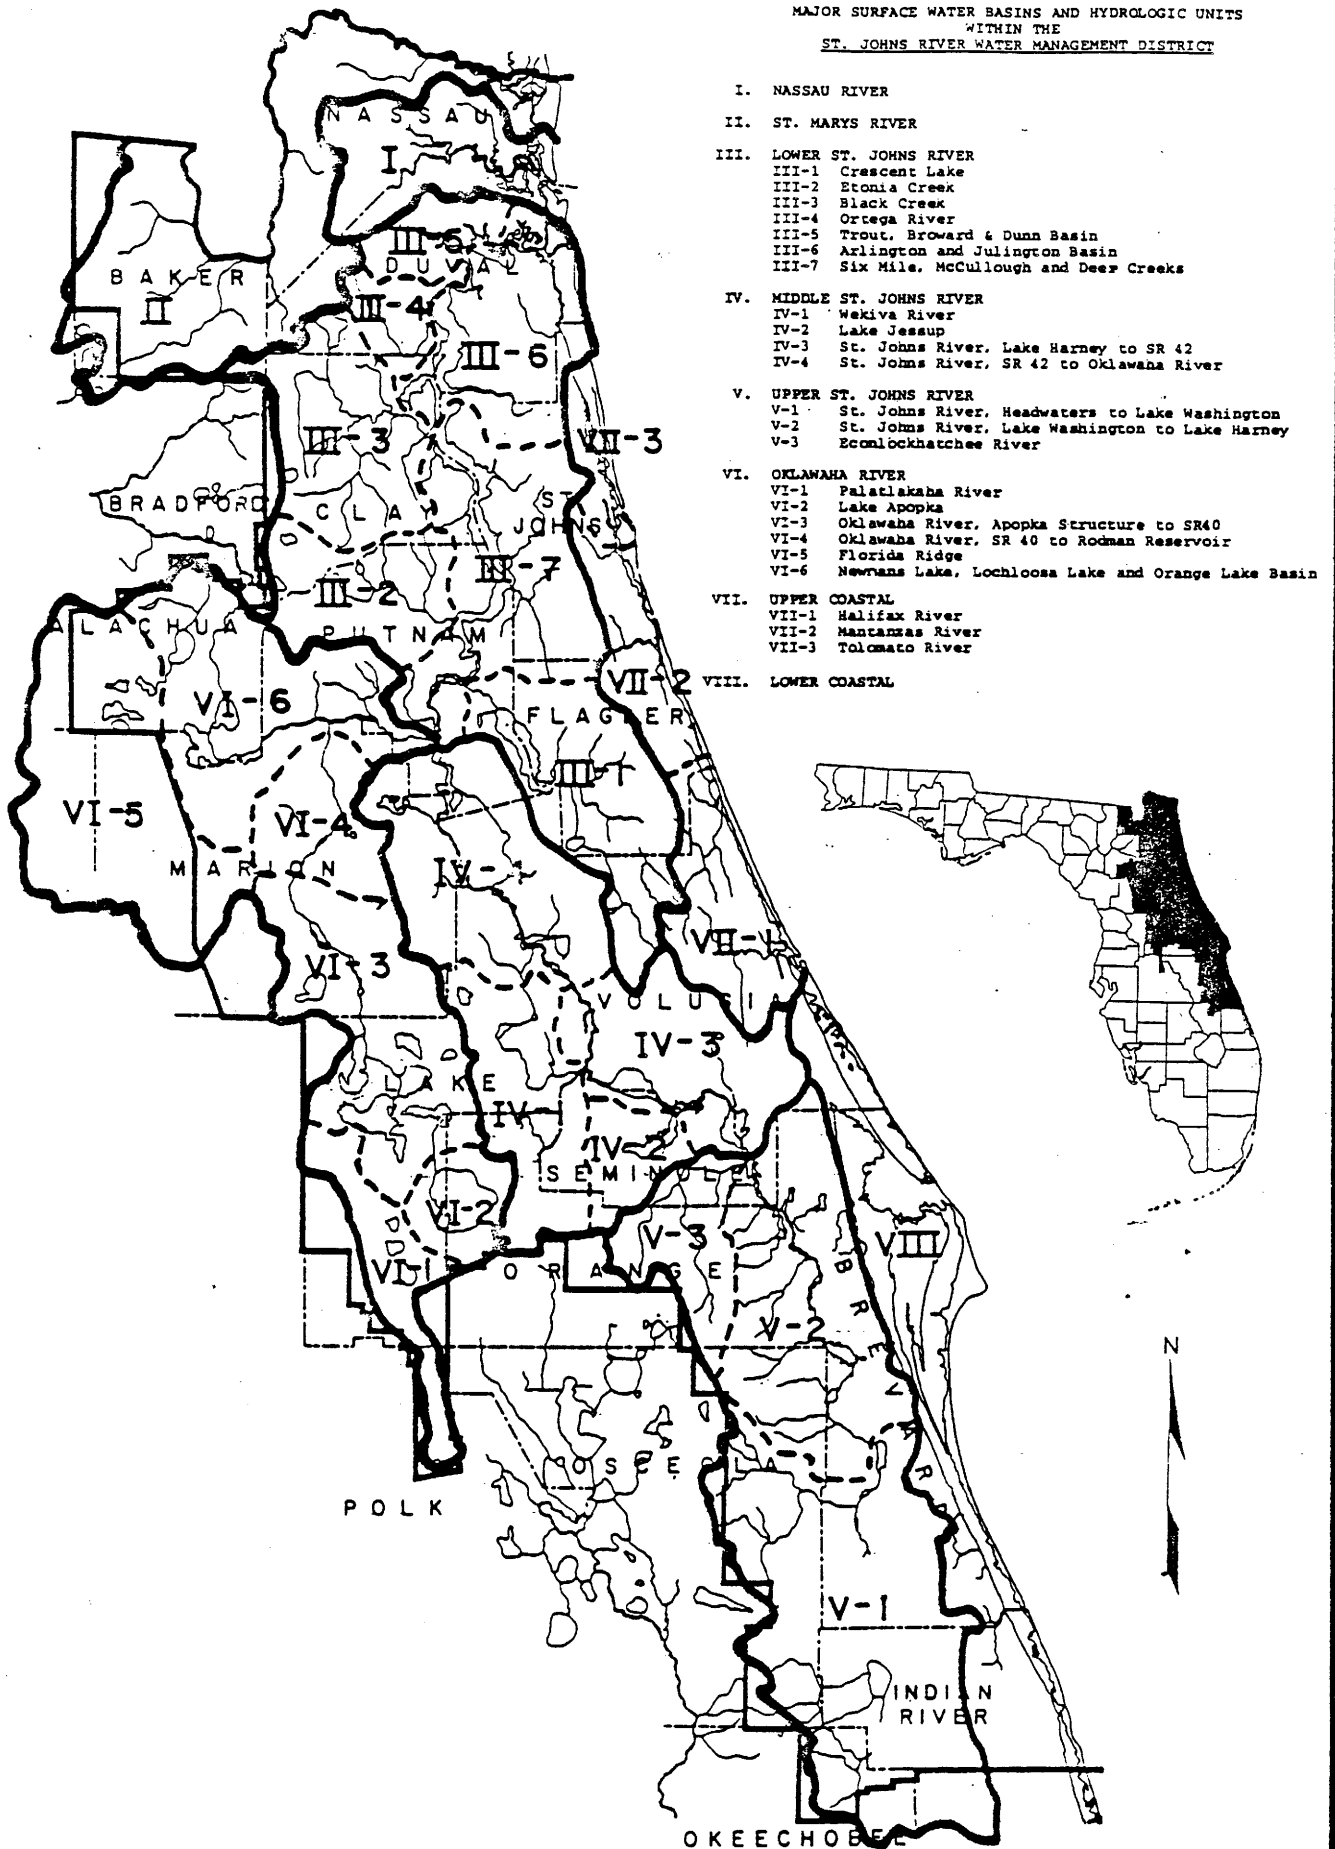 MAJOR SURFACE WATER BASINS AND HYDROLOGIC UNITS
WITHIN THE
ST. JOHNS RIVER WATER MANAGEMENT DISTRICT
I. NASSAU RIVER
II. ST. MARYS RIVER
III. LOWER ST. JOHNS RIVER
III-1 Crescent Lake
III-2 Etonia Creek
III-3 Black Creek
III-4 Ortega River
III-5 Trout, Broward & Dunn Basin
III-6 Arlington and Julington Basin
III-7 Six Mile, McCullough and Deer Creeks
IV. MIDDLE ST. JOHNS RIVER
IV-1 Wekiva River
IV-2 Lake Jessup
IV-3 St. Johns River, Lake Harney to SR 42
IV-4 St. Johns River, SR 42 to Oklawaha River
V. UPPER ST. JOHNS RIVER
V-1 St. Johns River, Headwaters to Lake Washington
V-2 St. Johns River, Lake Washington to Lake Harney
V-3 Econlockhatchee River
VI. OKLAWAHA RIVER
VI-1 Palatlakaha River
VI-2 Lake Apopka
VI-3 Oklawaha River, Apopka Structure to SR40
VI-4 Oklawaha River, SR 40 to Rodman Reservoir
VI-5 Florida Ridge
VI-6 Newnans Lake, Lochloosa Lake and Orange Lake Basin
VII. UPPER COASTAL
VII-1 Halifax River
VII-2 Mantanzas River
VII-3 Tolomato River
VIII. LOWER COASTAL
NASSAU
I
III-5
DUVAL
BAKER
II
III-4
III-6
III-3
VII-3
BRADFORD
CLAY
ST
JOHNS
III-7
III-2
ALACHUA
PUTNAM
VI-6
VII-2
FLAGLER
III-1
VI-5
VI-4
MARION
VII-1
VI-3
VOLUSIA
IV-3
LAKE
IV-2
SEMINOLE
VI-2
V-3
VIII
VI-1
ORANGE
BREVARD
V-2
N
OSCEOLA
POLK
V-1
INDIAN
RIVER
OKEECHOBEE